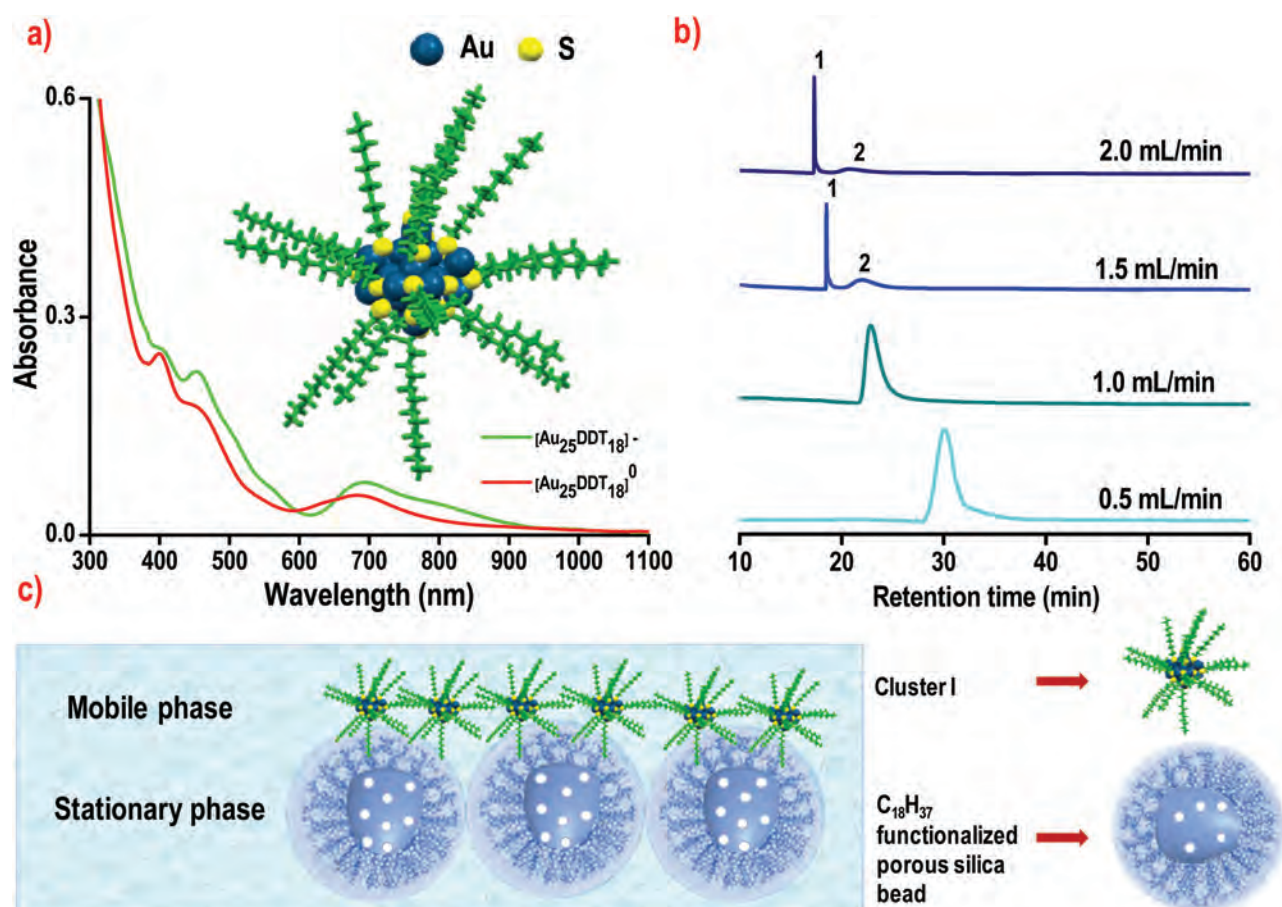 a)
Au S
0.6
0.3
0.0
Absorbance
[Au25DDT18] -
[Au25DDT18]0
300 400 500 600 700 800 900 1000 1100
Wavelength (nm)
b)
1
2
2.0 mL/min
1
2
1.5 mL/min
1.0 mL/min
0.5 mL/min
10 20 30 40 50 60
Retention time (min)
c)
Mobile phase
Stationary phase
Cluster I
C18H37
functionalized
porous silica
bead